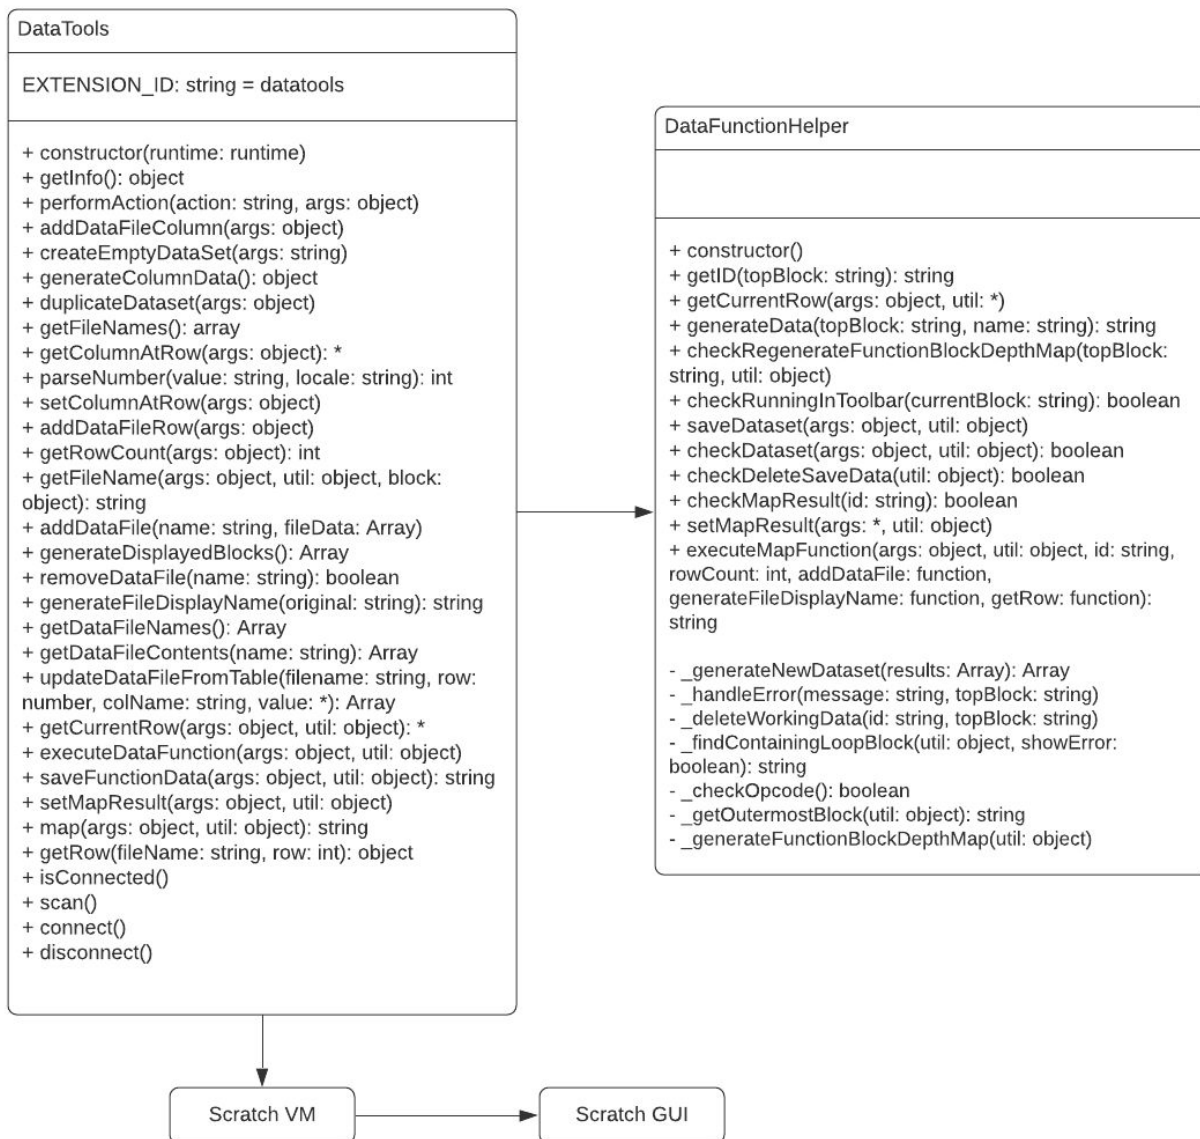 DataTools
EXTENSION_ID: string = datatools
+ constructor(runtime: runtime)
+ getInfo(): object
+ performAction(action: string, args: object)
+ addDataFileColumn(args: object)
+ createEmptyDataSet(args: string)
+ generateColumnData(): object
+ duplicateDataset(args: object)
+ getFileNames(): array
+ getColumnAtRow(args: object): *
+ parseNumber(value: string, locale: string): int
+ setColumnAtRow(args: object)
+ addDataFileRow(args: object)
+ getRowCount(args: object): int
+ getFileName(args: object, util: object, block:
object): string
+ addDataFile(name: string, fileData: Array)
+ generateDisplayedBlocks(): Array
+ removeDataFile(name: string): boolean
+ generateFileDisplayName(original: string): string
+ getDataFileNames(): Array
+ getDataFileContents(name: string): Array
+ updateDataFileFromTable(filename: string, row:
number, colName: string, value: *): Array
+ getCurrentRow(args: object, util: object): *
+ executeDataFunction(args: object, util: object)
+ saveFunctionData(args: object, util: object): string
+ setMapResult(args: object, util: object)
+ map(args: object, util: object): string
+ getRow(fileName: string, row: int): object
+ isConnected()
+ scan()
+ connect()
+ disconnect()
DataFunctionHelper
+ constructor()
+ getID(topBlock: string): string
+ getCurrentRow(args: object, util: *)
+ generateData(topBlock: string, name: string): string
+ checkRegenerateFunctionBlockDepthMap(topBlock:
string, util: object)
+ checkRunningInToolbar(currentBlock: string): boolean
+ saveDataset(args: object, util: object)
+ checkDataset(args: object, util: object): boolean
+ checkDeleteSaveData(util: object): boolean
+ checkMapResult(id: string): boolean
+ setMapResult(args: *, util: object)
+ executeMapFunction(args: object, util: object, id: string,
rowCount: int, addDataFile: function,
generateFileDisplayName: function, getRow: function):
string
- _generateNewDataset(results: Array): Array
- _handleError(message: string, topBlock: string)
- _deleteWorkingData(id: string, topBlock: string)
- _findContainingLoopBlock(util: object, showError:
boolean): string
- _checkOpcode(): boolean
- _getOutermostBlock(util: object): string
- _generateFunctionBlockDepthMap(util: object)
Scratch VM
Scratch GUI